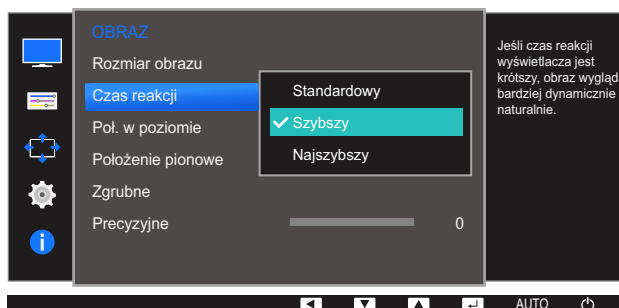 OBRAZ
Rozmiar obrazu
Czas reakcji
Poł. w poziomie
Położenie pionowe
Zgrubne
Precyzyjne
0
Standardowy
Szybszy
Najszybszy
Jeśli czas reakcji
wyświetlacza jest
krótszy, obraz wygląd
bardziej dynamicznie
naturalnie.
AUTO